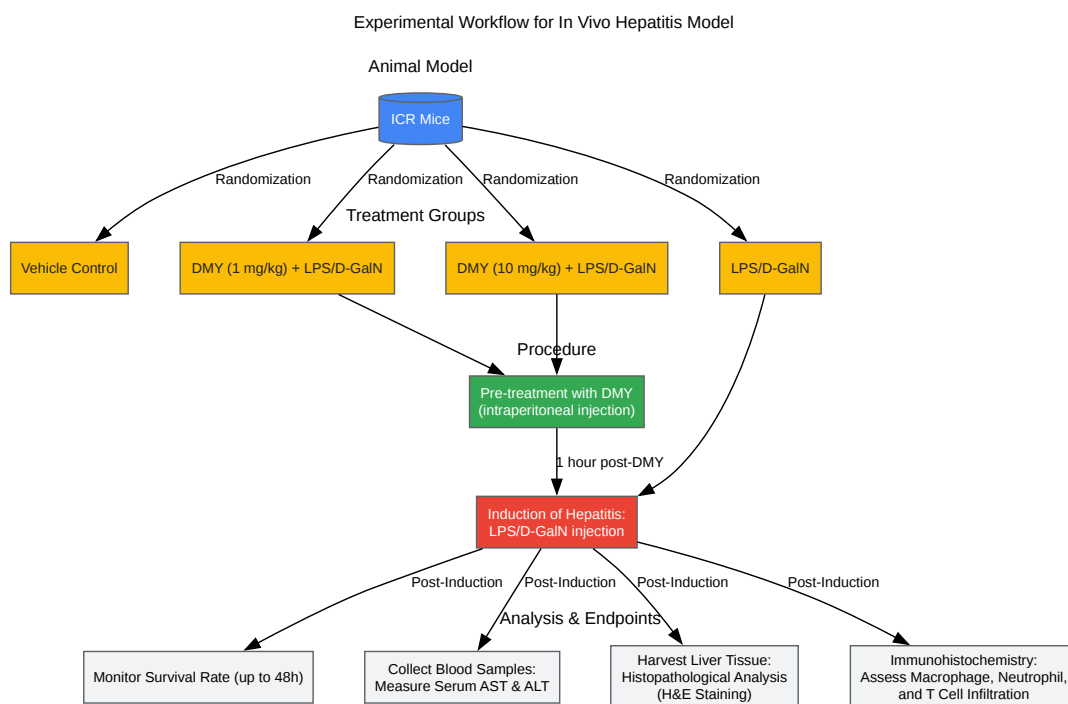 Experimental Workflow for In Vivo Hepatitis Model
Animal Model
ICR Mice
Randomization
Randomization
Randomization
Randomization
Treatment Groups
Vehicle Control
DMY (1 mg/kg) + LPS/D-GalN
DMY (10 mg/kg) + LPS/D-GalN
LPS/D-GalN
Procedure
Pre-treatment with DMY
(intraperitoneal injection)
1 hour post-DMY
Induction of Hepatitis:
LPS/D-GalN injection
Post-Induction
Post-Induction
Post-Induction
Post-Induction
Analysis & Endpoints
Monitor Survival Rate (up to 48h)
Collect Blood Samples:
Measure Serum AST & ALT
Harvest Liver Tissue:
Histopathological Analysis
(H&E Staining)
Immunohistochemistry:
Assess Macrophage, Neutrophil,
and T Cell Infiltration